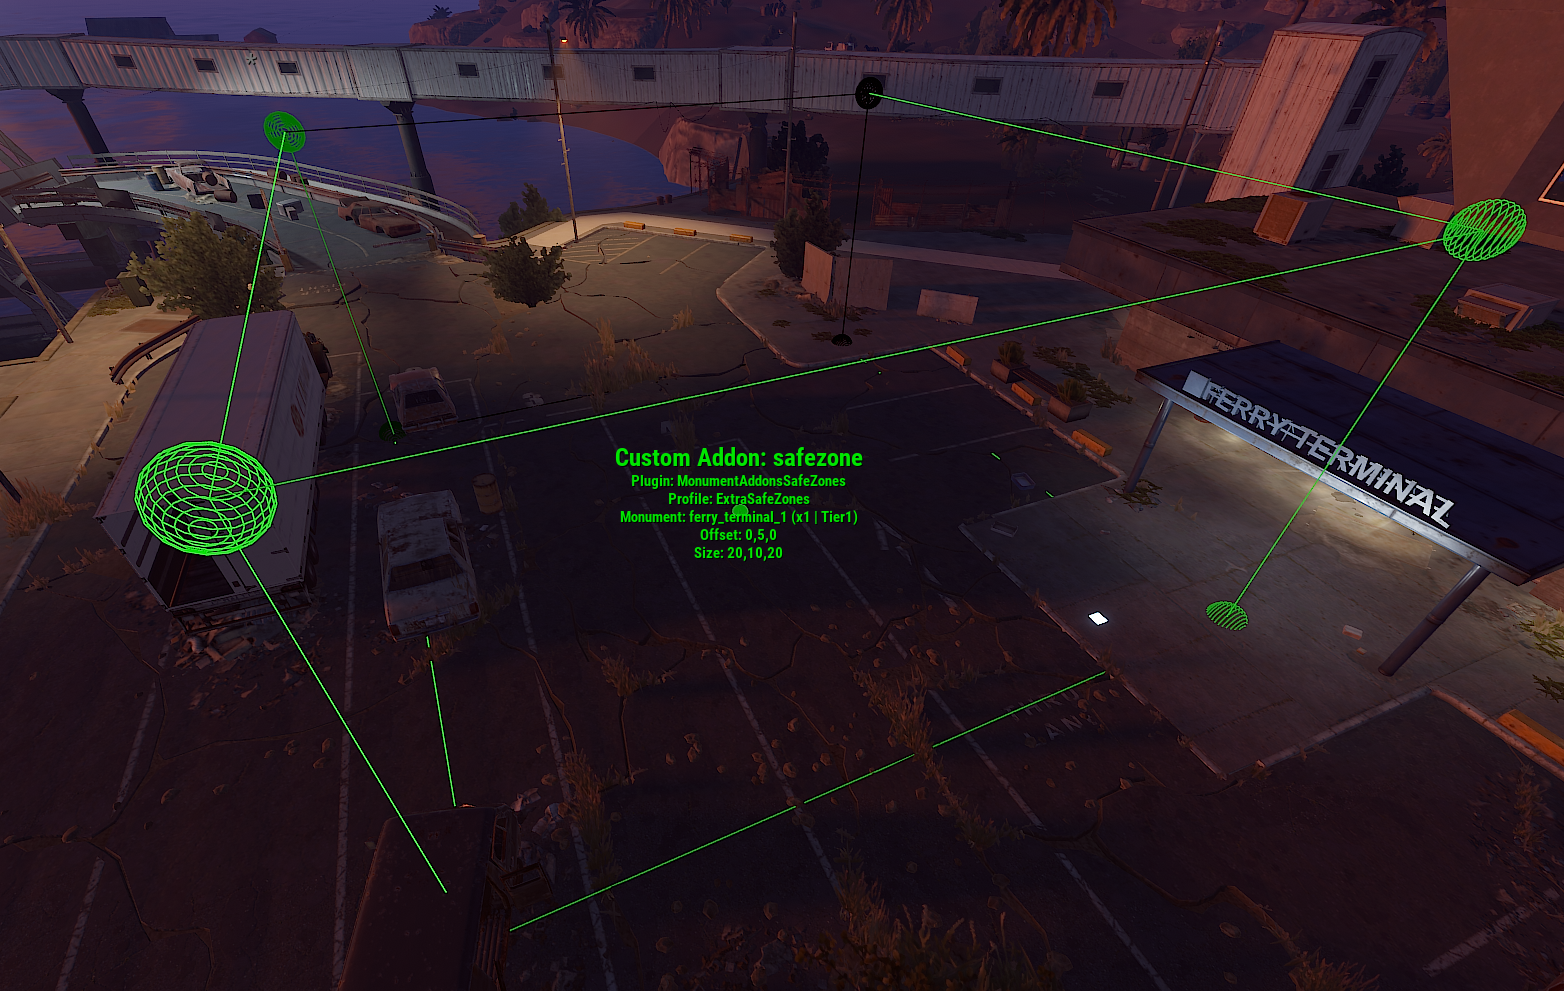 Custom Addon: safezone
Plugin: MonumentAddonsSafeZones
Profile: ExtraSafeZones
Monument: ferry_terminal_1 (x1 | Tier1)
Offset: 0,5,0
Size: 20,10,20
FERRY TERMINAL